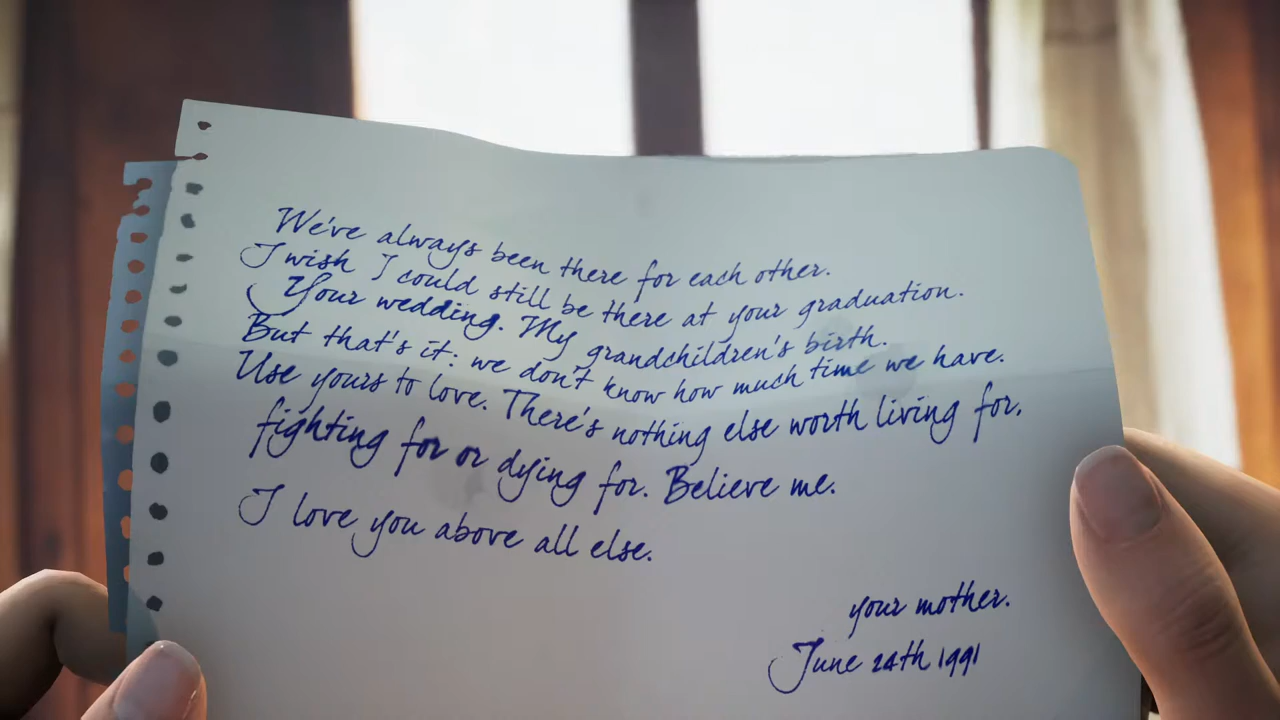 We've always been there for each other.
I wish I could still be there at your graduation.
Your wedding. My grandchildren's birth.
But that's it: we don't know how much time we have.
Use yours to love. There's nothing else worth living for,
fighting for or dying for. Believe me.
I love you above all else.
your mother.
June 24th 1991